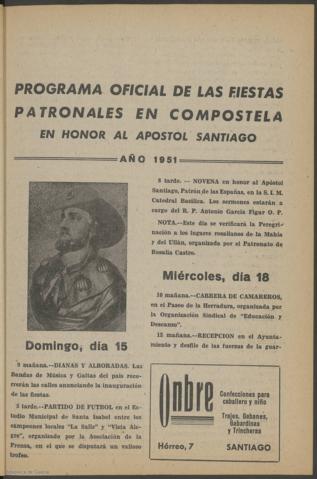 PROGRAMA OFICIAL DE LAS FIESTAS
PATRONALES EN COMPOSTELA
EN HONOR AL APOSTOL SANTIAGO
AÑO 1951
Domingo, día 15
9 mañana.—DIANAS Y ALBORADAS. Las
Bandas de Música y Gaitas del país reco-
rrerán las calles anunciando la inauguración
de las fiestas.
5 tarde.—PARTIDO DE FUTBOL en el Es-
tadio Municipal de Santa Isabel entre los
campeones locales "La Salle" y "Vista Ale-
gre", organizado por la Asociación de la
Prensa, en el que se disputará un valioso
trofeo.
8 tarde. — NOVENA en honor al Apóstol
Santiago, Patrón de las Españas, en la S. I. M.
Catedral Basílica. Los sermones estarán a
cargo del R. P. Antonio García Figar O. P.
NOTA.—Este día se verificará la Peregri-
nación a los lugares rosalianos de la Mahía
y del Ullán, organizado por el Patronato de
Rosalía Castro.
Miércoles, día 18
10 mañana.—CARRERA DE CAMAREROS,
en el Paseo de la Herradura, organizada por
la Organización Sindical de "Educación y
Descanso".
12 mañana.—RECEPCION en el Ayunta-
miento y desfile de las fuerzas de la guar-
Onbre
Confecciones para
caballero y niño
Trajes, Gabanes,
Gabardinas
y Trincheras
Hórreo, 7 SANTIAGO